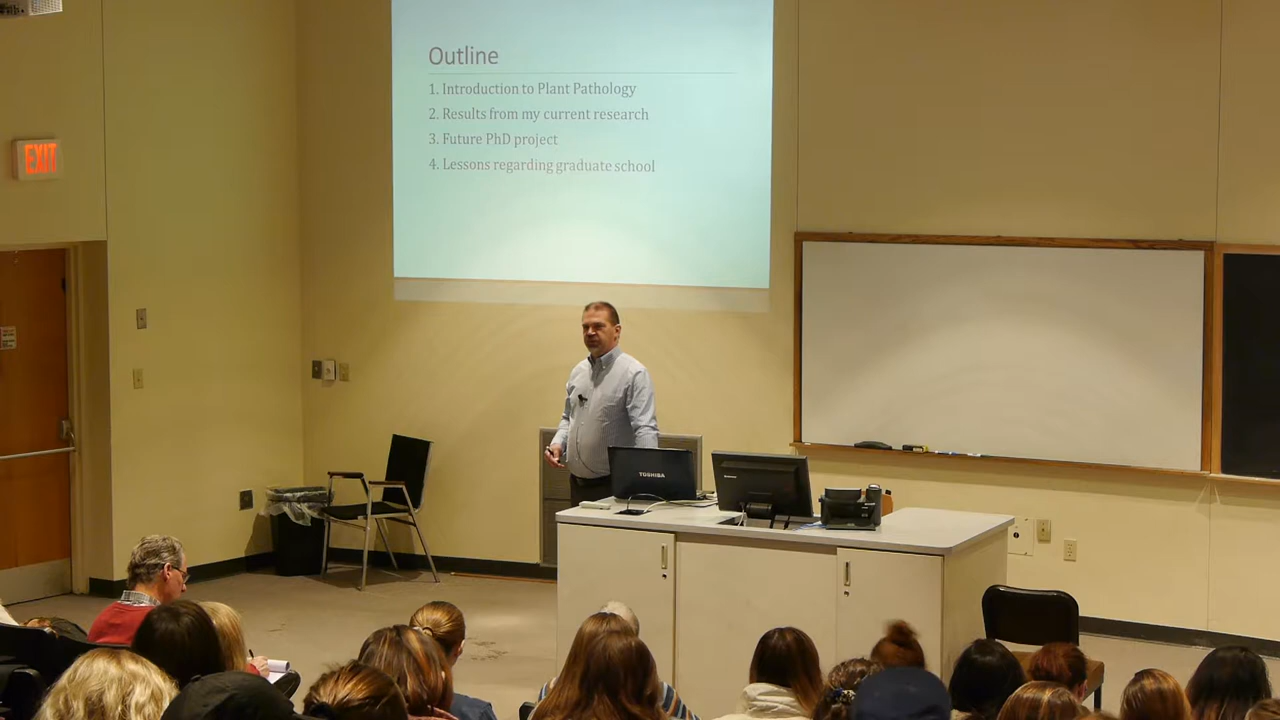 Outline
1. Introduction to Plant Pathology
2. Results from my current research
3. Future PhD project
4. Lessons regarding graduate school
EXIT
TOSHIBA